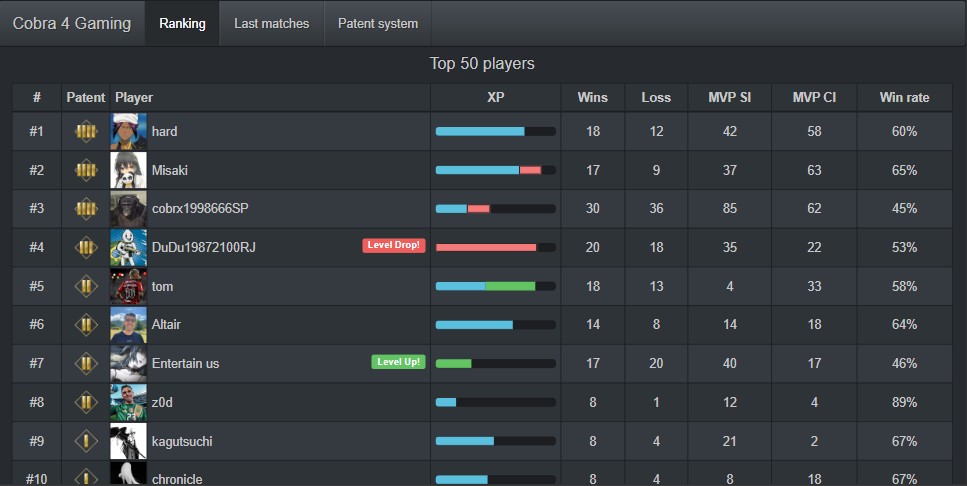 Cobra 4 Gaming Ranking Last matches Patent system
Top 50 players
# Patent Player XP Wins Loss MVP SI MVP CI Win rate
#1 hard 18 12 42 58 60%
#2 Misaki 17 9 37 63 65%
#3 cobrx1998666SP 30 36 85 62 45%
#4 DuDu19872100RJ Level Drop! 20 18 35 22 53%
#5 tom 18 13 4 33 58%
#6 Altair 14 8 14 18 64%
#7 Entertain us Level Up! 17 20 40 17 46%
#8 z0d 8 1 12 4 89%
#9 kagutsuchi 8 4 21 2 67%
#10 chronicle 8 4 8 18 67%